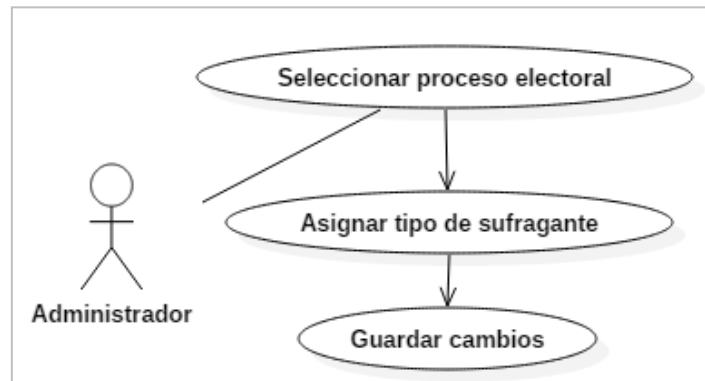 Seleccionar proceso electoral
Asignar tipo de sufragante
Administrador
Guardar cambios